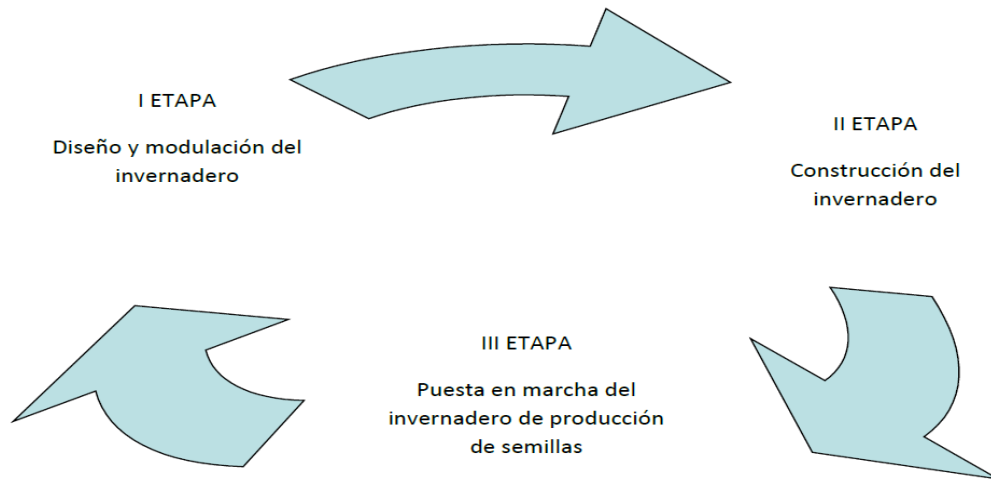 I ETAPA
Diseño y modulación del
invernadero
II ETAPA
Construcción del
invernadero
III ETAPA
Puesta en marcha del
invernadero de producción
de semillas